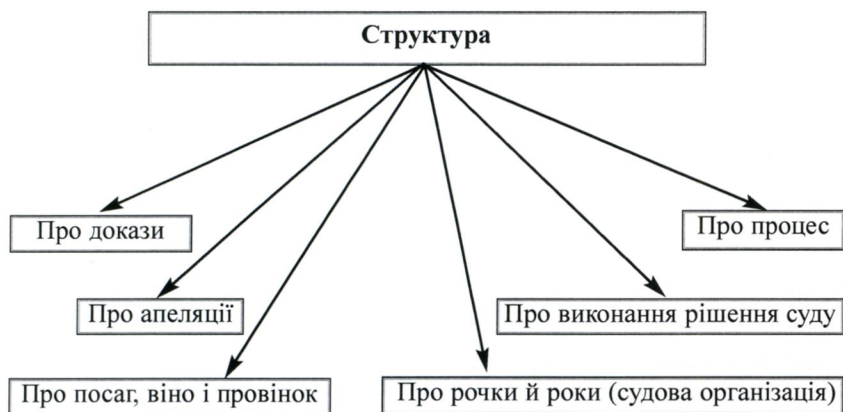 Структура
Про докази
Про процес
Про апеляції
Про виконання рішення суду
Про посаг, віно і провінок
Про рочки й роки (судова організація)